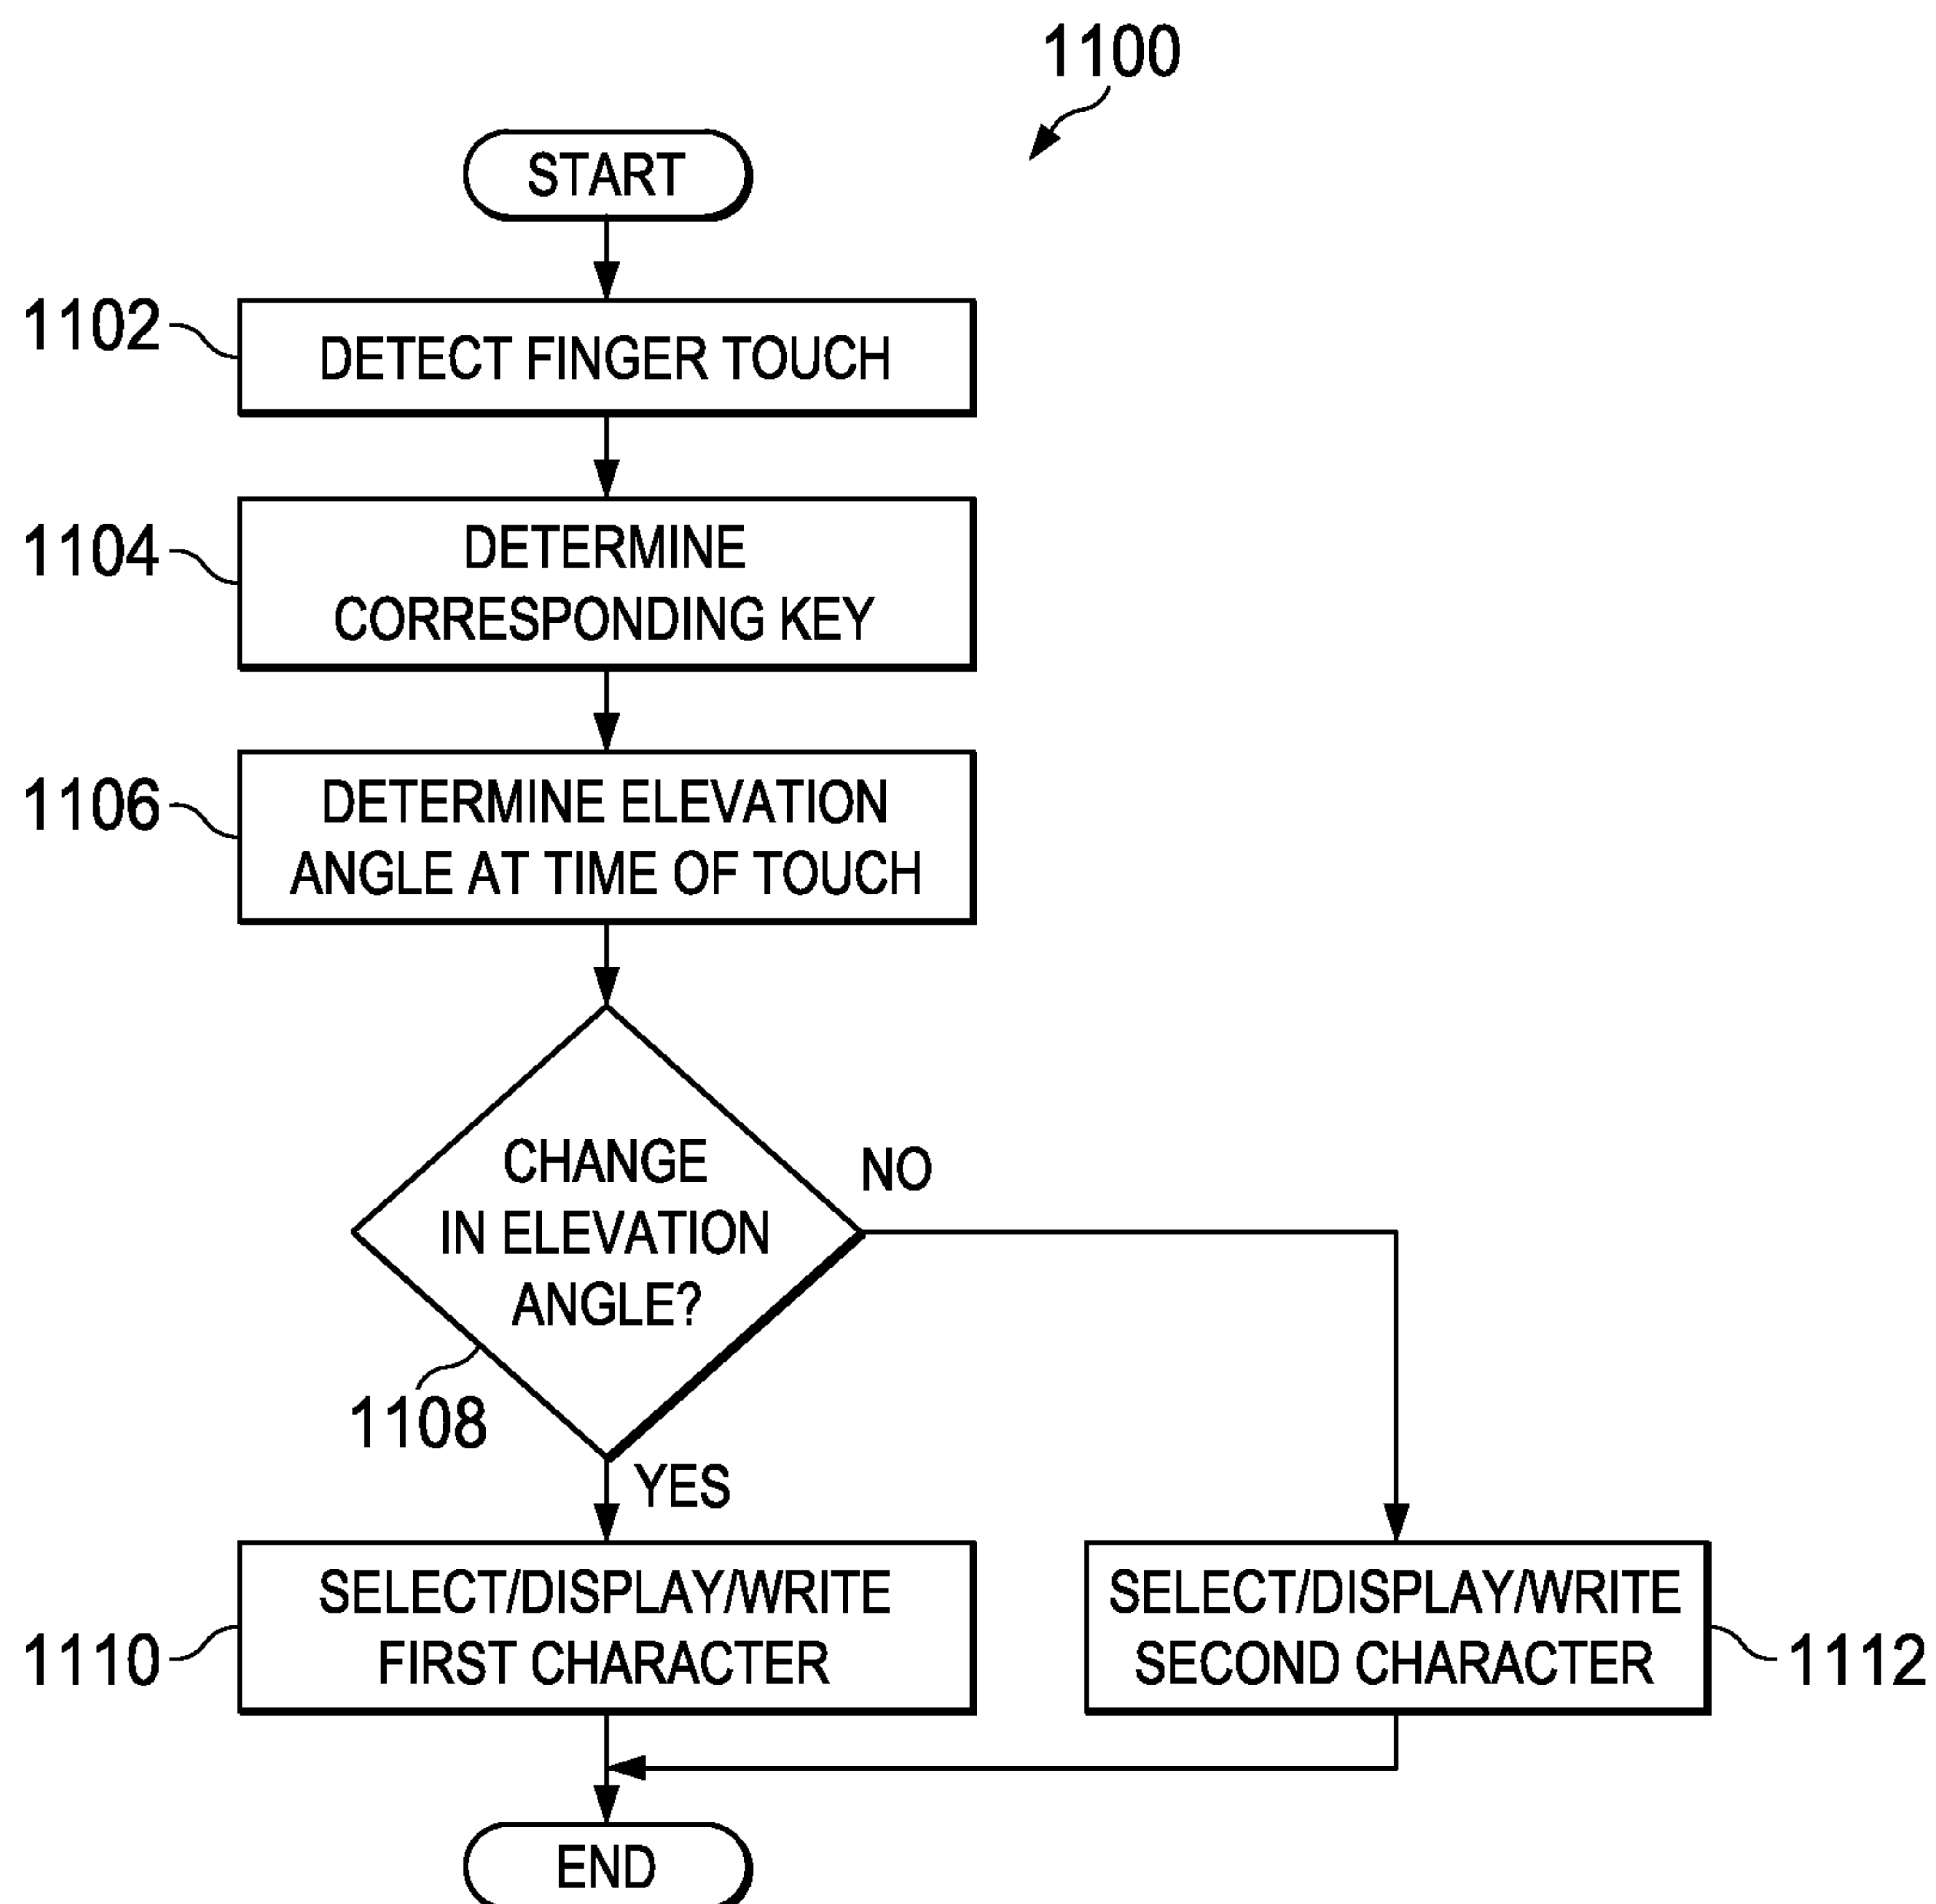 1100
START
1102
DETECT FINGER TOUCH
1104
DETERMINE
CORRESPONDING KEY
1106
DETERMINE ELEVATION
ANGLE AT TIME OF TOUCH
CHANGE
IN ELEVATION
ANGLE?
NO
1108
YES
1110
SELECT/DISPLAY/WRITE
FIRST CHARACTER
SELECT/DISPLAY/WRITE
SECOND CHARACTER
1112
END